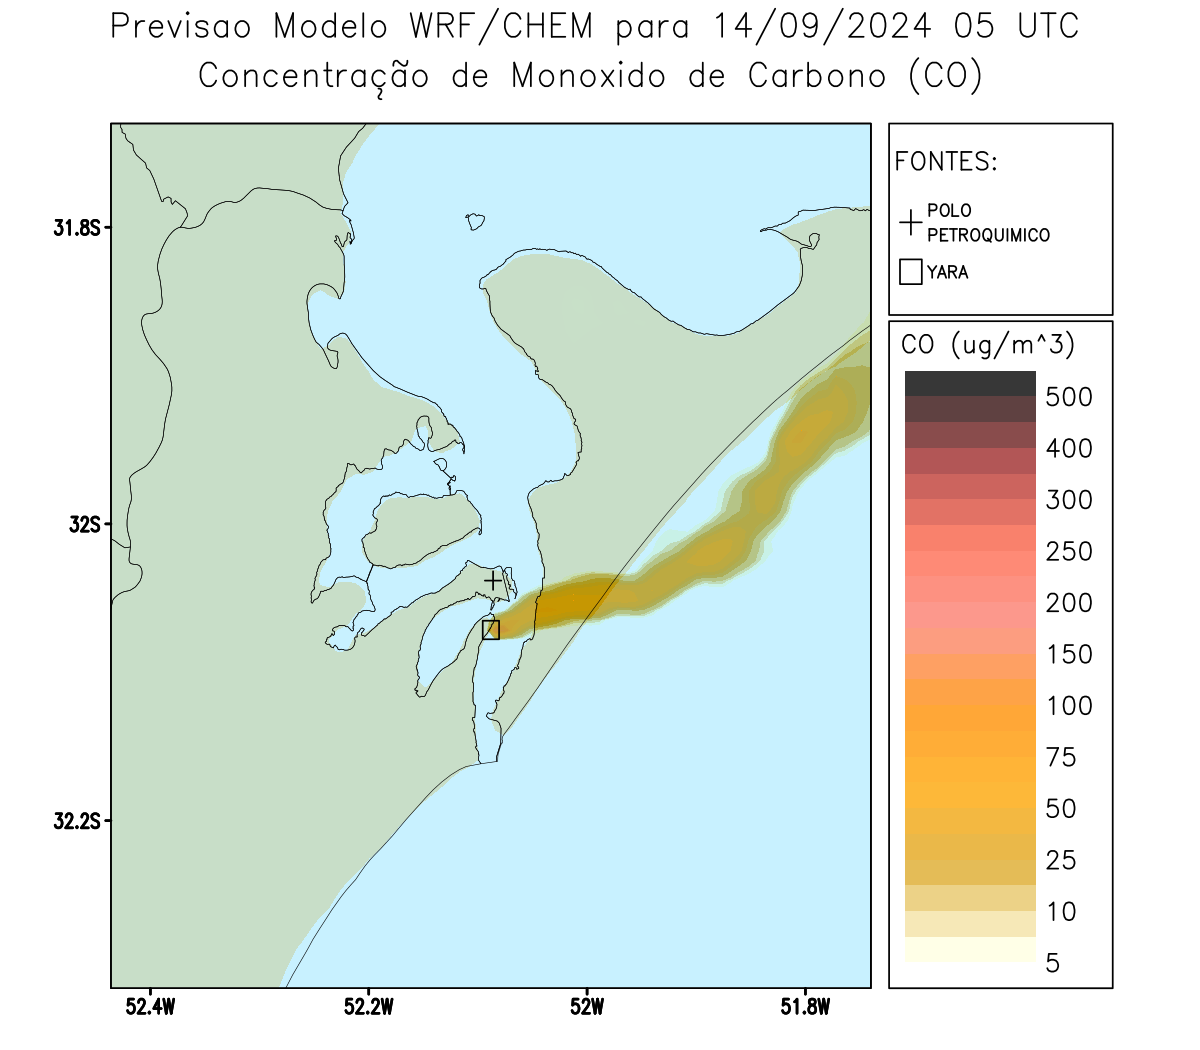 Previsao Modelo WRF/CHEM para 14/09/2024 05 UTC
Concentração de Monoxido de Carbono (CO)
FONTES:
POLO
PETROQUIMICO
YARA
CO (ug/m^3)
500
400
300
250
200
150
100
75
50
25
10
5
31.8S
32S
32.2S
52.4W
52.2W
52W
51.8W